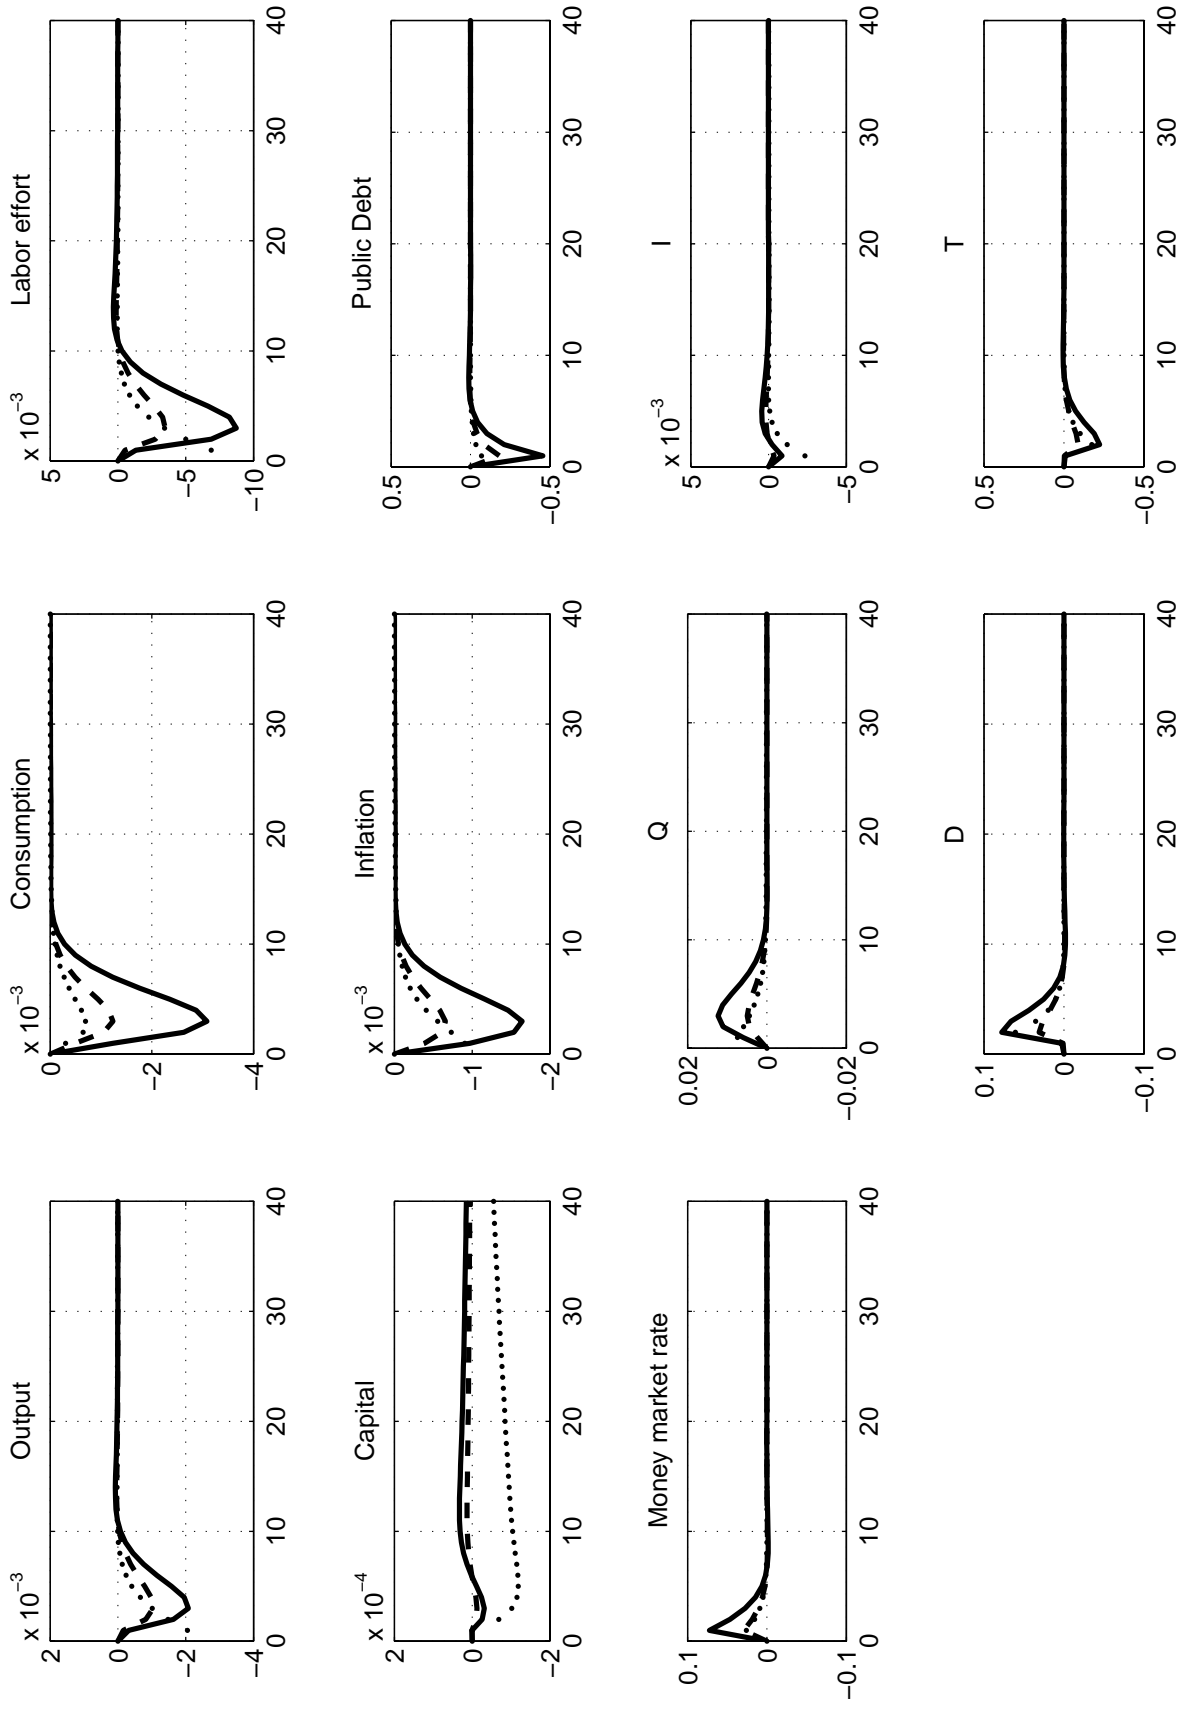 Output
x 10−3
2
0
−2
−4
0 10 20 30 40
Consumption
x 10−3
0
−2
−4
0 10 20 30 40
Labor effort
x 10−3
5
0
−5
−10
0 10 20 30 40
Capital
x 10−4
2
0
−2
0 10 20 30 40
Inflation
x 10−3
0
−1
−2
0 10 20 30 40
Public Debt
0.5
0
−0.5
0 10 20 30 40
Money market rate
0.1
0
−0.1
0 10 20 30 40
Q
0.02
0
−0.02
0 10 20 30 40
I
x 10−3
5
0
−5
0 10 20 30 40
D
0.1
0
−0.1
0 10 20 30 40
T
0.5
0
−0.5
0 10 20 30 40